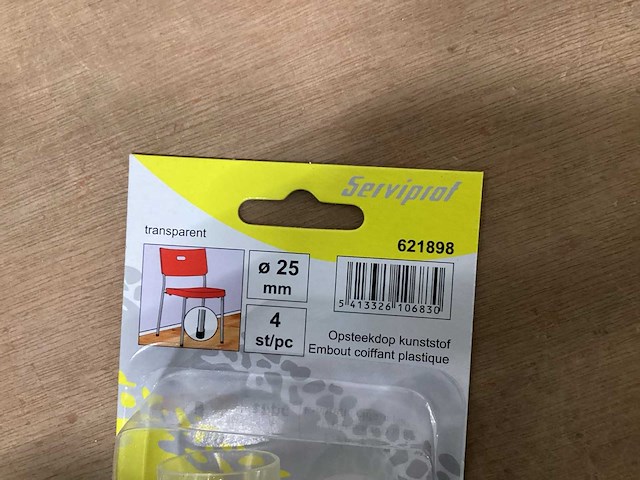 Serviprof
621898
transparent
ø 25
mm
5 413326 106830
4
st/pc
Opsteekdop kunststof
Embout coiffant plastique